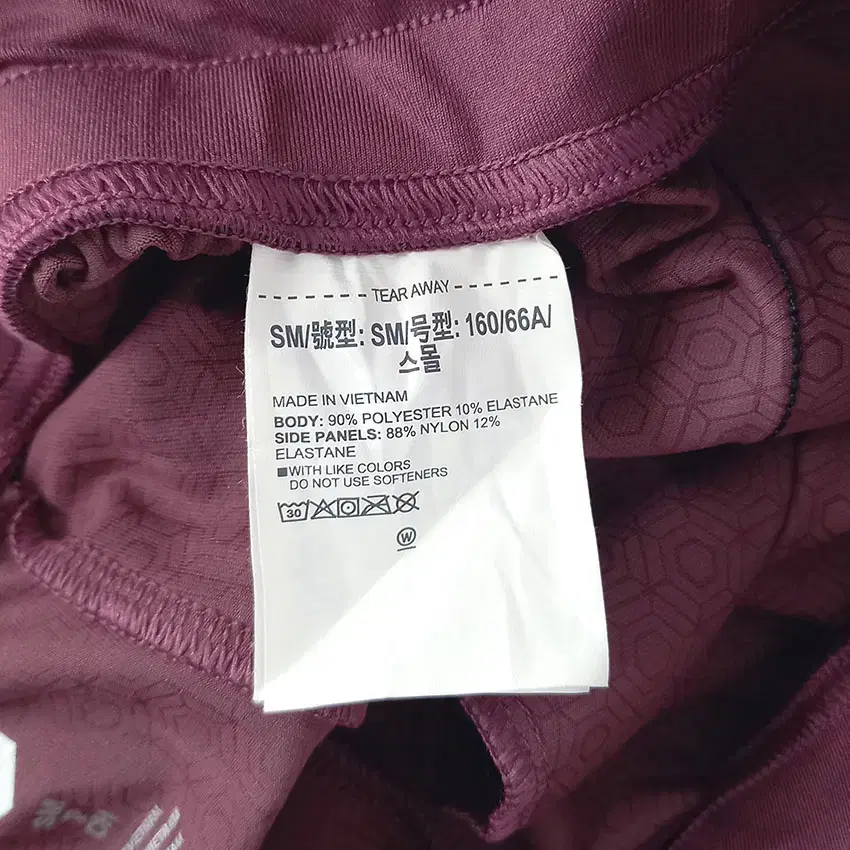 TEAR AWAY
SM/號型: SM/号型: 160/66A/
스몰
MADE IN VIETNAM
BODY: 90% POLYESTER 10% ELASTANE
SIDE PANELS: 88% NYLON 12%
ELASTANE
■WITH LIKE COLORS
DO NOT USE SOFTENERS
30
W